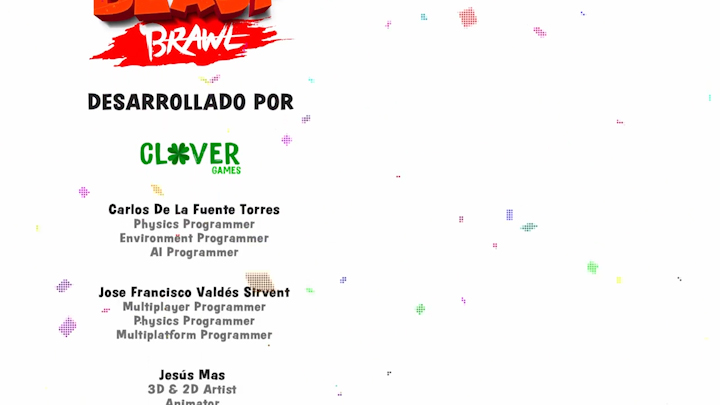 BRAWL
DESARROLLADO POR
CLOVER
GAMES
Carlos De La Fuente Torres
Physics Programmer
Environment Programmer
AI Programmer
Jose Francisco Valdés Sirvent
Multiplayer Programmer
Physics Programmer
Multiplatform Programmer
Jesús Mas
3D & 2D Artist
Animator